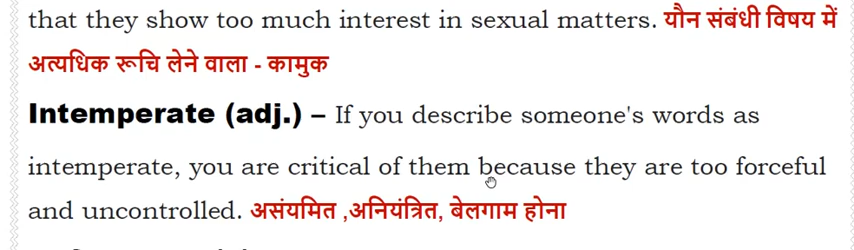 that they show too much interest in sexual matters. यौन संबंधी विषय में
अत्यधिक रूचि लेने वाला - कामुक
Intemperate (adj.) – If you describe someone's words as
intemperate, you are critical of them because they are too forceful
and uncontrolled. असंयमित ,अनियंत्रित, बेलगाम होना